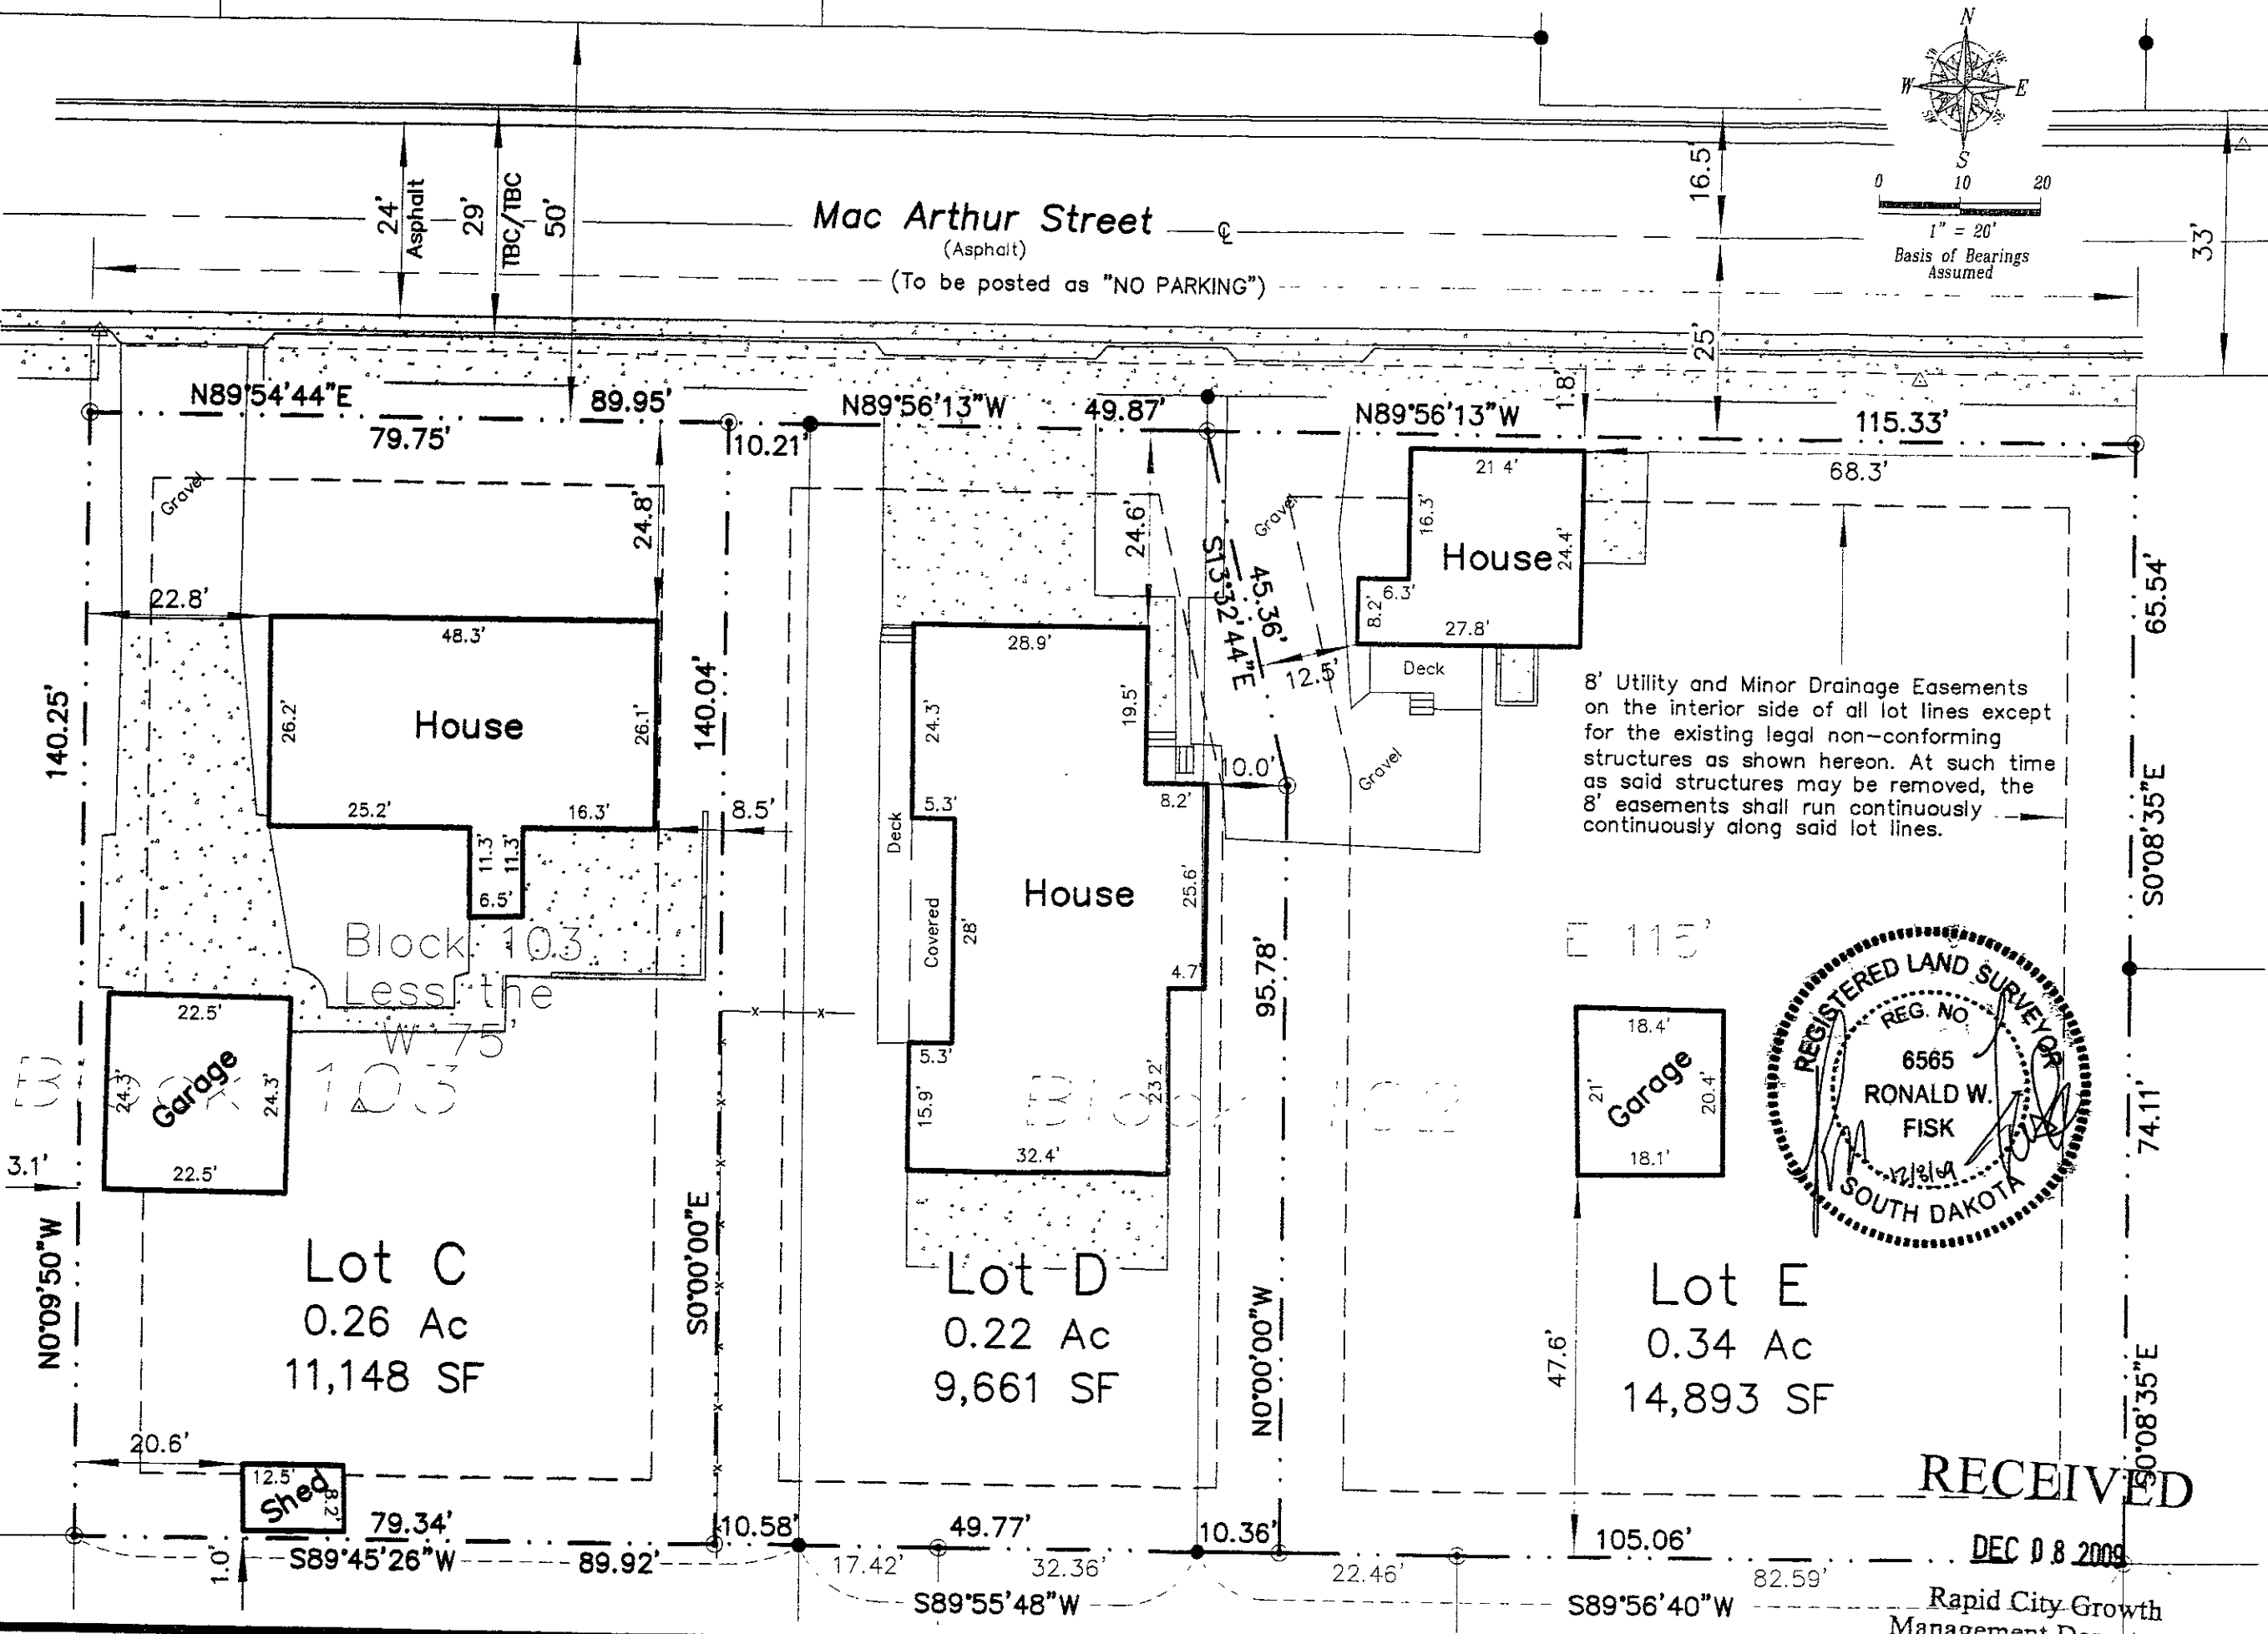 N
W
E
S
0 10 20
1" = 20'
Basis of Bearings
Assumed
24'
Asphalt
29'
TBC/TBC
50'
Mac Arthur Street
(Asphalt)
(To be posted as "NO PARKING")
16.5'
25'
33'
N89°54'44"E
89.95'
79.75'
10.21'
N89°56'13"W
49.87'
N89°56'13"W
1.8'
115.33'
68.3'
Gravel
24.8'
22.8'
48.3'
26.2'
House
26.1'
25.2'
16.3'
11.3'
11.3'
6.5'
140.25'
140.04'
8.5'
24.6'
28.9'
24.3'
19.5'
5.3'
8.2'
10.0'
Deck
Covered
28'
House
25.6'
4.7'
5.3'
15.9'
23.2'
32.4'
S13°32'44"E
45.36'
12.5'
Gravel
Gravel
21.4'
16.3'
House
24.4'
6.3'
8.2'
27.8'
Deck
65.54'
S0°08'35"E
8' Utility and Minor Drainage Easements
on the interior side of all lot lines except
for the existing legal non-conforming
structures as shown hereon. At such time
as said structures may be removed, the
8' easements shall run continuously
continuously along said lot lines.
Block 103
Less the
W 75'
Block 103
Block 102
E 115'
22.5'
24.3'
Garage
24.3'
22.5'
3.1'
95.78'
18.4'
21'
Garage
20.4'
18.1'
REGISTERED LAND SURVEYOR
REG. NO.
6565
RONALD W.
FISK
12/8/09
SOUTH DAKOTA
74.11'
N0°09'50"W
Lot C
0.26 Ac
11,148 SF
S0°00'00"E
Lot D
0.22 Ac
9,661 SF
N0°00'00"W
47.6'
Lot E
0.34 Ac
14,893 SF
S0°08'35"E
20.6'
12.5'
Shed
8.2'
1.0'
79.34'
S89°45'26"W
89.92'
10.58'
49.77'
17.42'
32.36'
S89°55'48"W
10.36'
22.46'
105.06'
82.59'
S89°56'40"W
RECEIVED
DEC 08 2009
Rapid City Growth
Management